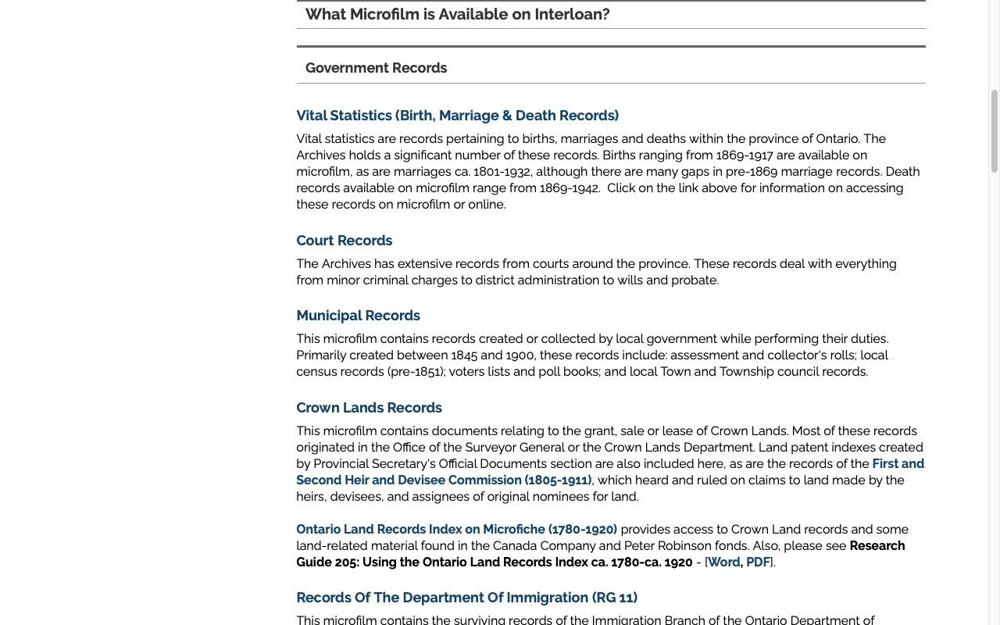 What Microfilm is Available on Interloan?
Government Records
Vital Statistics (Birth, Marriage & Death Records)
Vital statistics are records pertaining to births, marriages and deaths within the province of Ontario. The
Archives holds a significant number of these records. Births ranging from 1869-1917 are available on
microfilm, as are marriages ca. 1801-1932, although there are many gaps in pre-1869 marriage records. Death
records available on microfilm range from 1869-1942.  Click on the link above for information on accessing
these records on microfilm or online.
Court Records
The Archives has extensive records from courts around the province. These records deal with everything
from minor criminal charges to district administration to wills and probate.
Municipal Records
This microfilm contains records created or collected by local government while performing their duties.
Primarily created between 1845 and 1900, these records include: assessment and collector's rolls; local
census records (pre-1851); voters lists and poll books; and local Town and Township council records.
Crown Lands Records
This microfilm contains documents relating to the grant, sale or lease of Crown Lands. Most of these records
originated in the Office of the Surveyor General or the Crown Lands Department. Land patent indexes created
by Provincial Secretary's Official Documents section are also included here, as are the records of the First and
Second Heir and Devisee Commission (1805-1911), which heard and ruled on claims to land made by the
heirs, devisees, and assignees of original nominees for land.
Ontario Land Records Index on Microfiche (1780-1920) provides access to Crown Land records and some
land-related material found in the Canada Company and Peter Robinson fonds. Also, please see Research
Guide 205: Using the Ontario Land Records Index ca. 1780-ca. 1920 - [Word, PDF].
Records Of The Department Of Immigration (RG 11)
This microfilm contains the surviving records of the Immigration Branch of the Ontario Department of